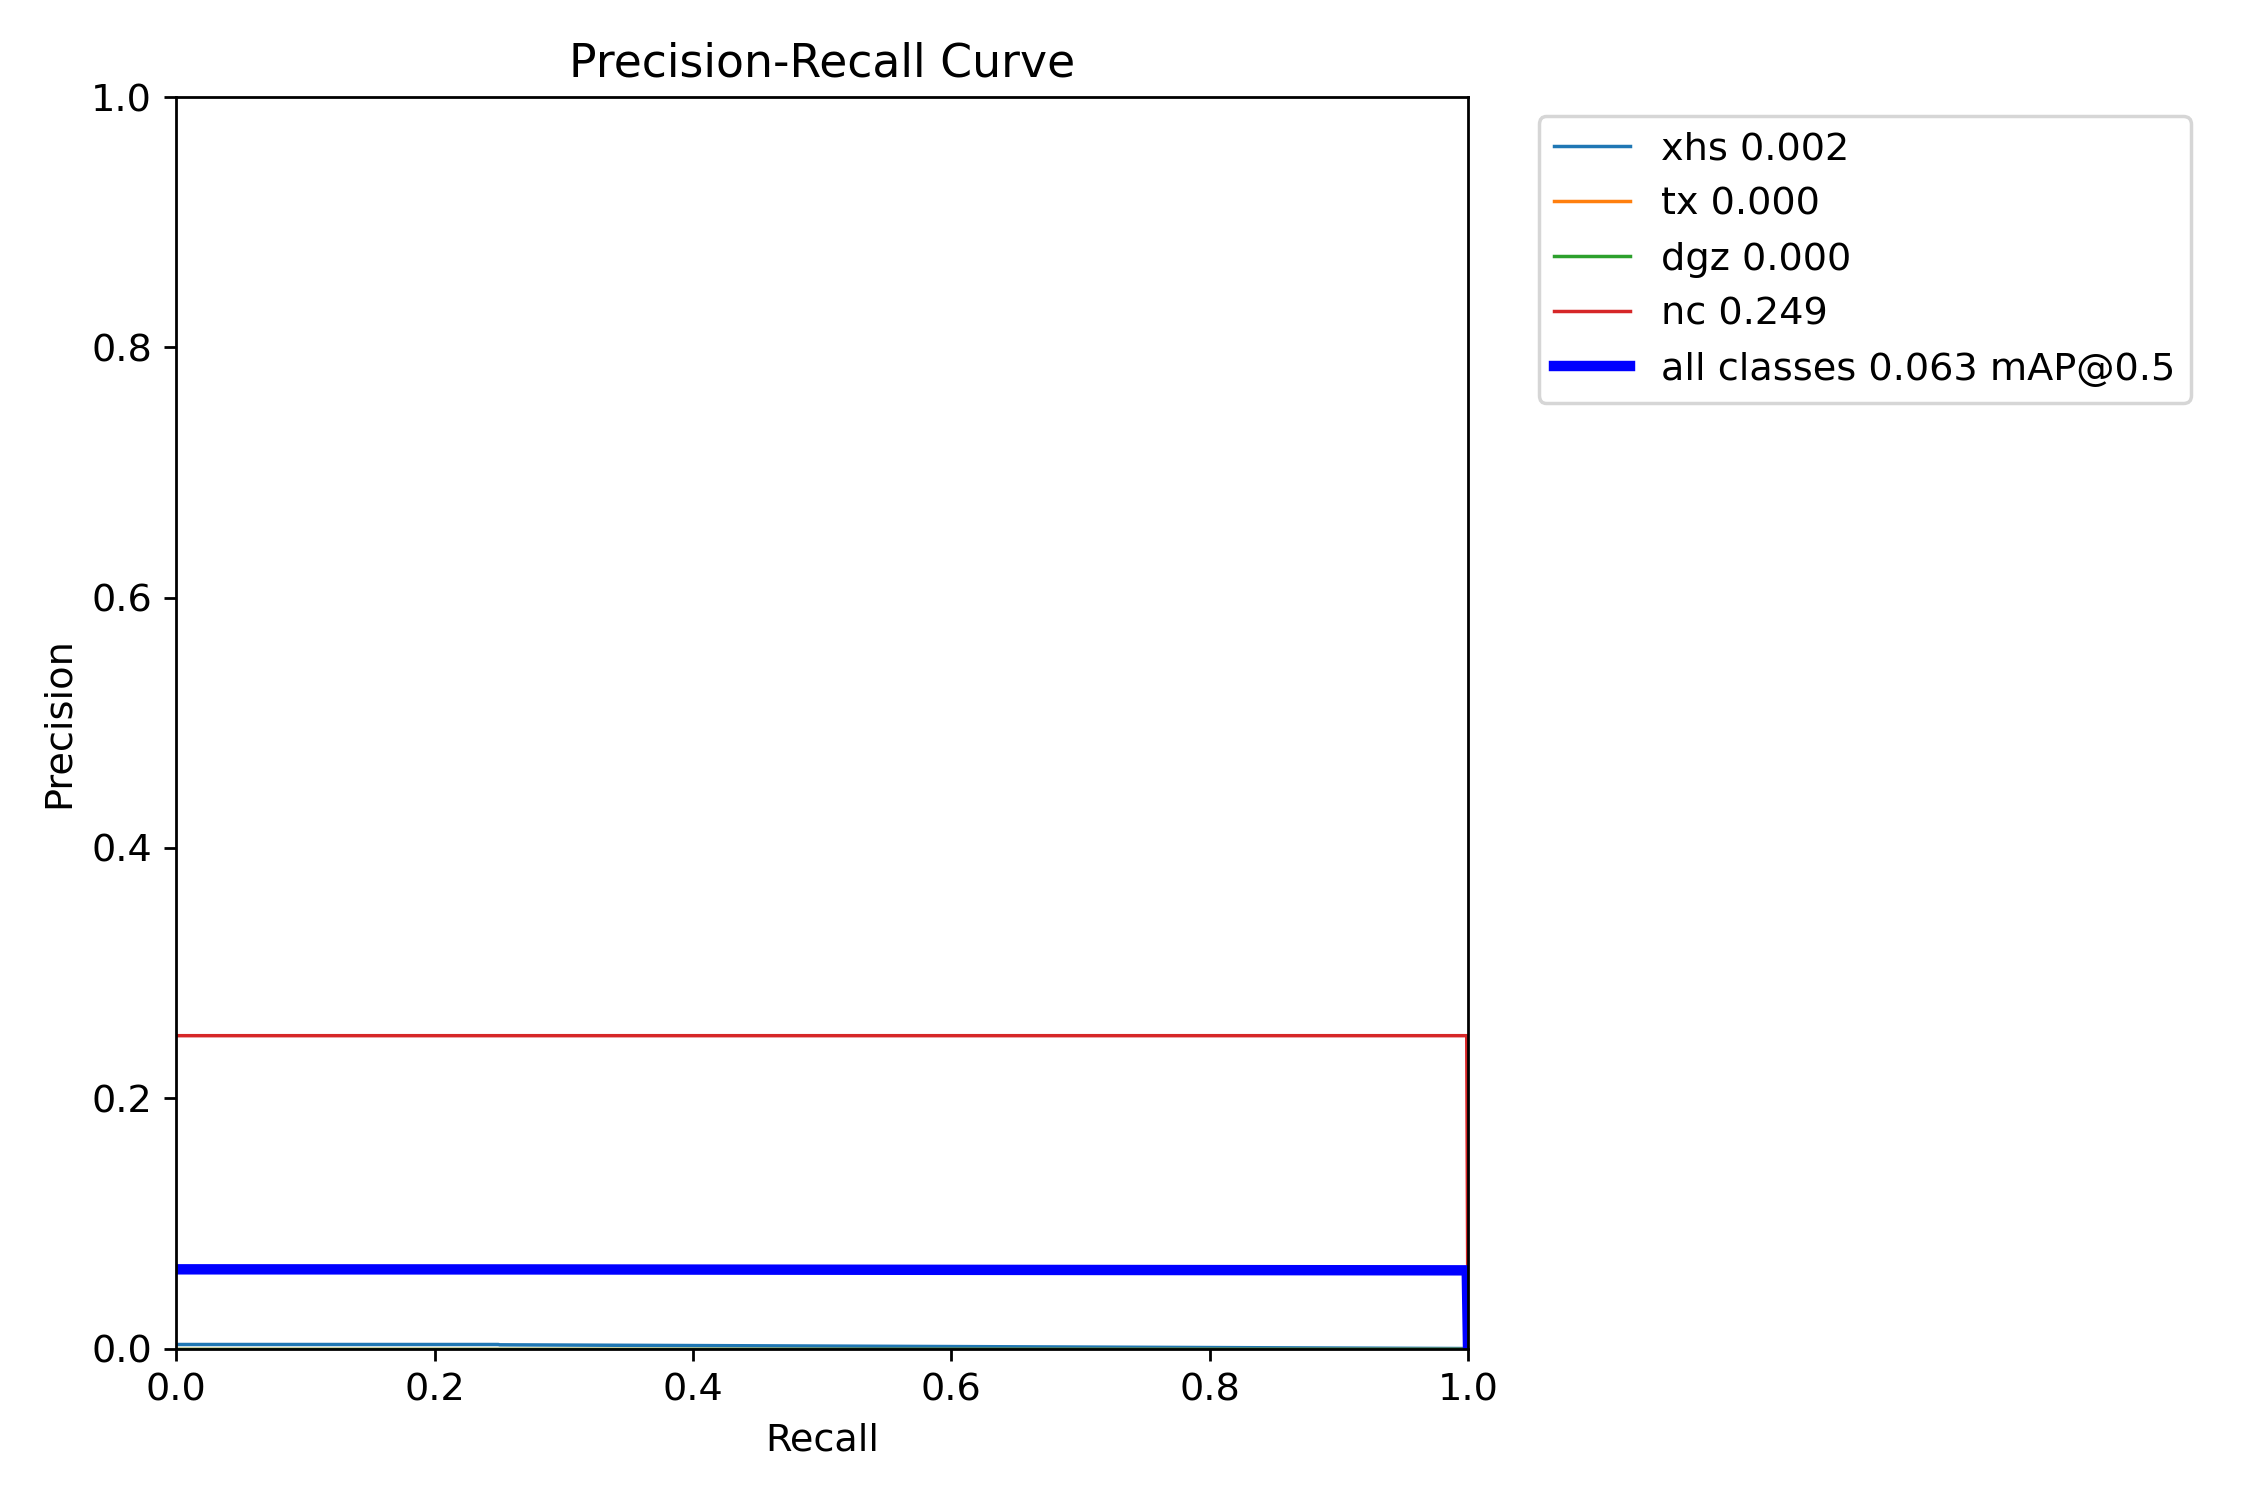 Precision-Recall Curve
1.0
0.8
0.6
0.4
0.2
0.0
Precision
0.0 0.2 0.4 0.6 0.8 1.0
Recall
xhs 0.002
tx 0.000
dgz 0.000
nc 0.249
all classes 0.063 mAP@0.5